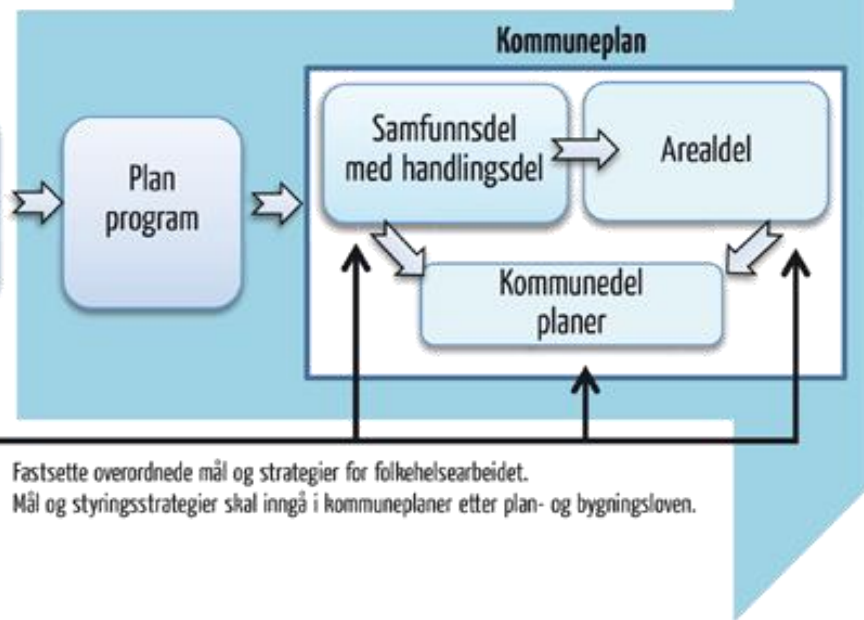 Kommuneplan
Plan
program
Samfunnsdel
med handlingsdel
Arealdel
Kommunedel
planer
Fastsette overordnede mål og strategier for folkehelsearbeidet.
Mål og styringsstrategier skal inngå i kommuneplaner etter plan- og bygningsloven.